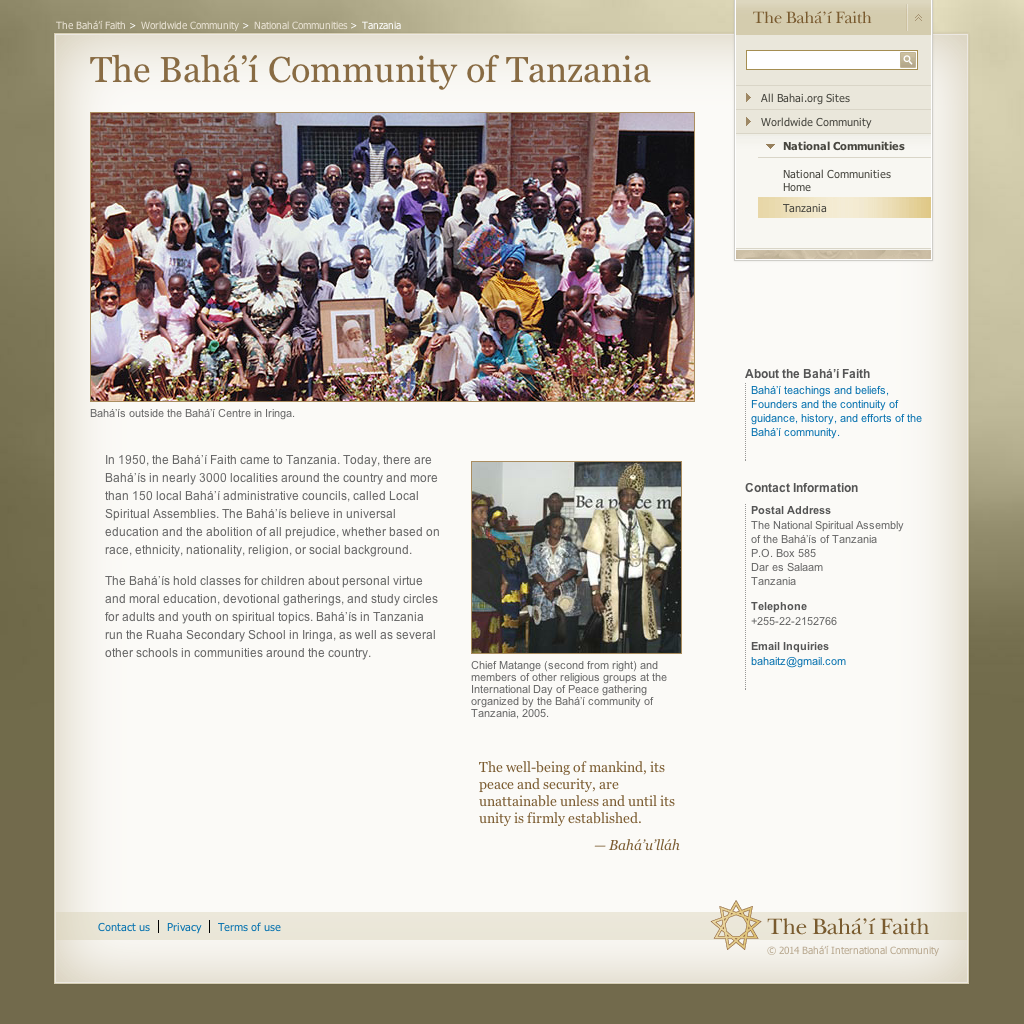 The Bahá’í Faith > Worldwide Community > National Communities > Tanzania
The Bahá’í Faith
The Bahá’í Community of Tanzania
All Bahai.org Sites
Worldwide Community
National Communities
National Communities
Home
Tanzania
Bahá’ís outside the Bahá’í Centre in Iringa.
In 1950, the Bahá’í Faith came to Tanzania. Today, there are
Bahá’ís in nearly 3000 localities around the country and more
than 150 local Bahá’í administrative councils, called Local
Spiritual Assemblies. The Bahá’ís believe in universal
education and the abolition of all prejudice, whether based on
race, ethnicity, nationality, religion, or social background.
The Bahá’ís hold classes for children about personal virtue
and moral education, devotional gatherings, and study circles
for adults and youth on spiritual topics. Bahá’ís in Tanzania
run the Ruaha Secondary School in Iringa, as well as several
other schools in communities around the country.
Be a
Chief Matange (second from right) and
members of other religious groups at the
International Day of Peace gathering
organized by the Bahá’í community of
Tanzania, 2005.
The well-being of mankind, its
peace and security, are
unattainable unless and until its
unity is firmly established.
— Bahá’u’lláh
About the Bahá’í Faith
Bahá’í teachings and beliefs,
Founders and the continuity of
guidance, history, and efforts of the
Bahá’í community.
Contact Information
Postal Address
The National Spiritual Assembly
of the Bahá’ís of Tanzania
P.O. Box 585
Dar es Salaam
Tanzania
Telephone
+255-22-2152766
Email Inquiries
bahaitz@gmail.com
Contact us | Privacy | Terms of use
The Bahá’í Faith
© 2014 Bahá’í International Community